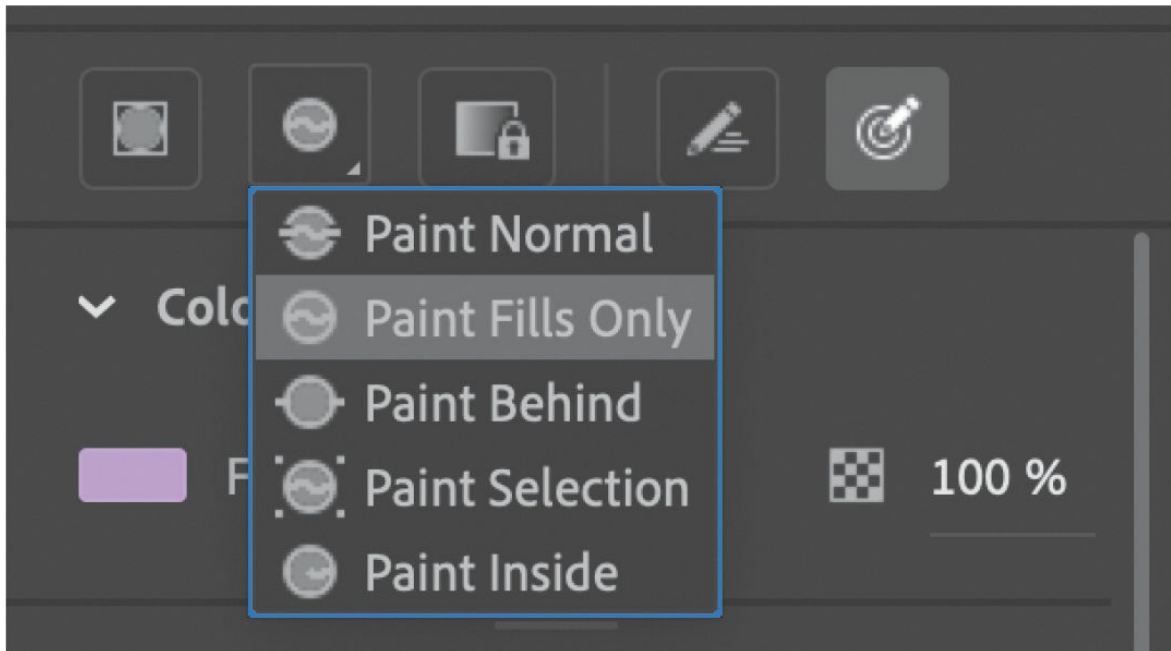 Paint Normal
Paint Fills Only
Colo
Paint Behind
F
100 %
Paint Selection
Paint Inside